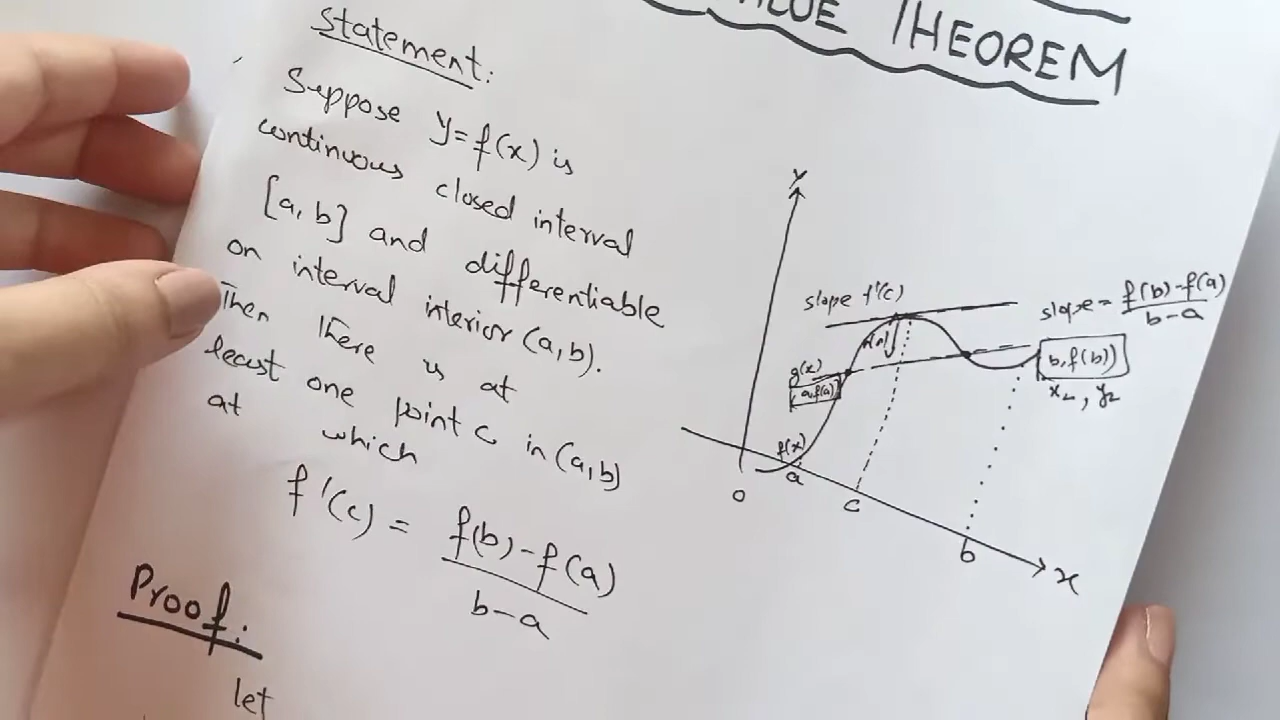 THEOREM
Statement:
Suppose y=f(x) is
continuous closed interval
[a, b] and differentiable
on interval interior (a, b).
Then there is at
least one point c in (a, b)
at which
f'(c) = f(b)-f(a)
b-a
Proof:
let
Y
slope f'(c)
slope = f(b)-f(a)
b-a
g(x)
a,f(a)
b,f(b))
x₂, y₂
f(x)
O
a
c
b
x